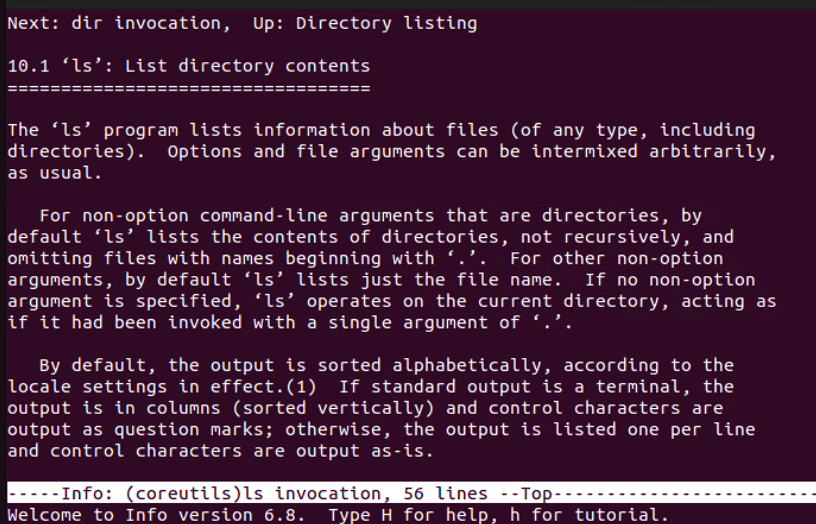 Next: dir invocation,  Up: Directory listing
10.1 ‘ls’: List directory contents
==================================
The ‘ls’ program lists information about files (of any type, including
directories).  Options and file arguments can be intermixed arbitrarily,
as usual.
   For non-option command-line arguments that are directories, by
default ‘ls’ lists the contents of directories, not recursively, and
omitting files with names beginning with ‘.’.  For other non-option
arguments, by default ‘ls’ lists just the file name.  If no non-option
argument is specified, ‘ls’ operates on the current directory, acting as
if it had been invoked with a single argument of ‘.’.
   By default, the output is sorted alphabetically, according to the
locale settings in effect.(1)  If standard output is a terminal, the
output is in columns (sorted vertically) and control characters are
output as question marks; otherwise, the output is listed one per line
and control characters are output as-is.
-----Info: (coreutils)ls invocation, 56 lines --Top-------------------------
Welcome to Info version 6.8.  Type H for help, h for tutorial.